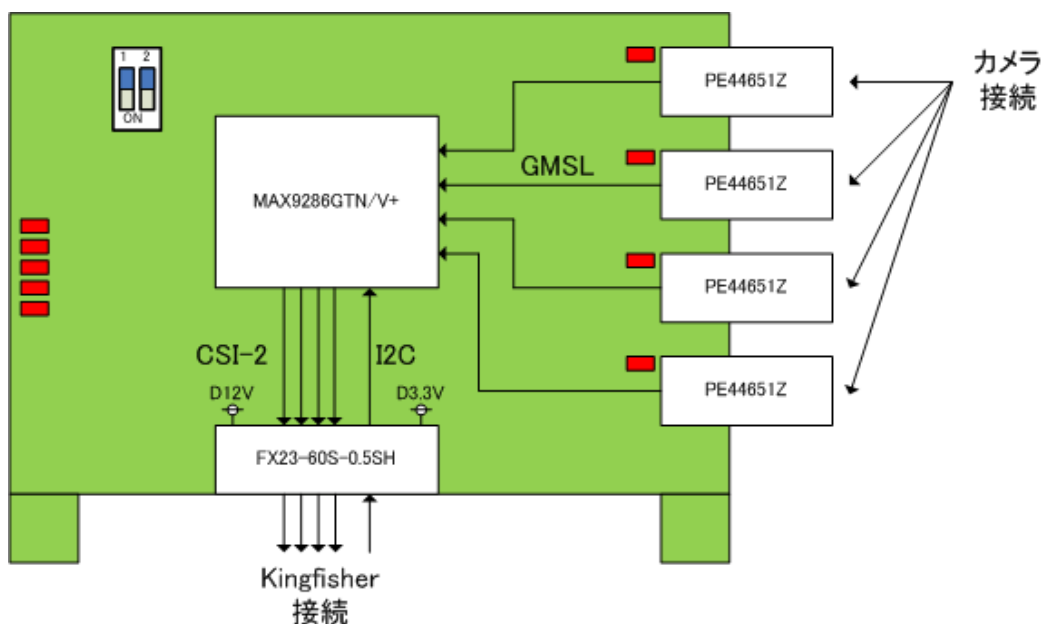 1 2
ON
PE44651Z
カメラ
接続
GMSL
PE44651Z
MAX9286GTN/V+
PE44651Z
CSI-2
I2C
D12V
D3.3V
PE44651Z
FX23-60S-0.5SH
Kingfisher
接続